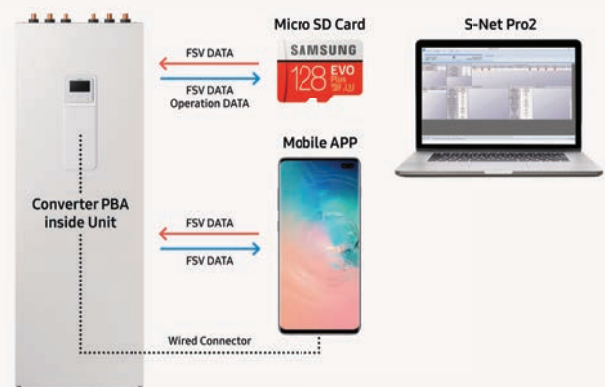 Micro SD Card
S-Net Pro2
FSV DATA
SAMSUNG
128 EVO
Plus
FSV DATA
Operation DATA
Mobile APP
Converter PBA
inside Unit
FSV DATA
FSV DATA
Wired Connector